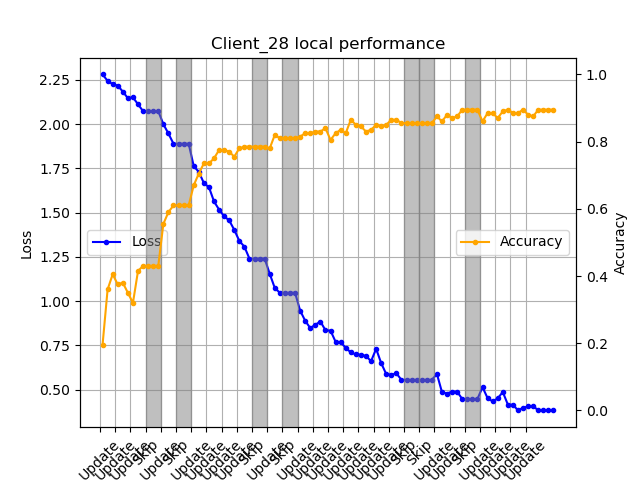 Client_28 local performance
2.25
2.00
1.75
1.50
1.25
1.00
0.75
0.50
Loss
Loss
Accuracy
1.0
0.8
0.6
0.4
0.2
0.0
Accuracy
Update
Update
Update
Skip
Update
Skip
Update
Update
Update
Update
Skip
Update
Skip
Update
Update
Update
Update
Update
Update
Update
Skip
Skip
Update
Update
Skip
Update
Update
Update
Update